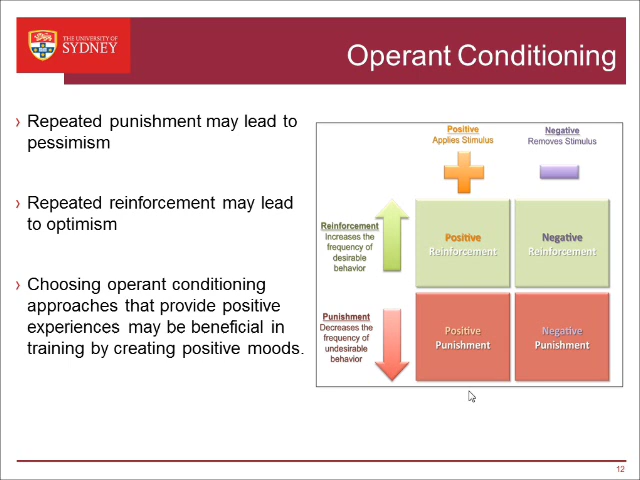 THE UNIVERSITY OF
SYDNEY
Operant Conditioning
› Repeated punishment may lead to
pessimism
› Repeated reinforcement may lead
to optimism
› Choosing operant conditioning
approaches that provide positive
experiences may be beneficial in
training by creating positive moods.
Positive
Applies Stimulus
Negative
Removes Stimulus
Reinforcement
Increases the
frequency of
desirable
behavior
Positive
Reinforcement
Negative
Reinforcement
Punishment
Decreases the
frequency of
undesirable
behavior
Positive
Punishment
Negative
Punishment
12